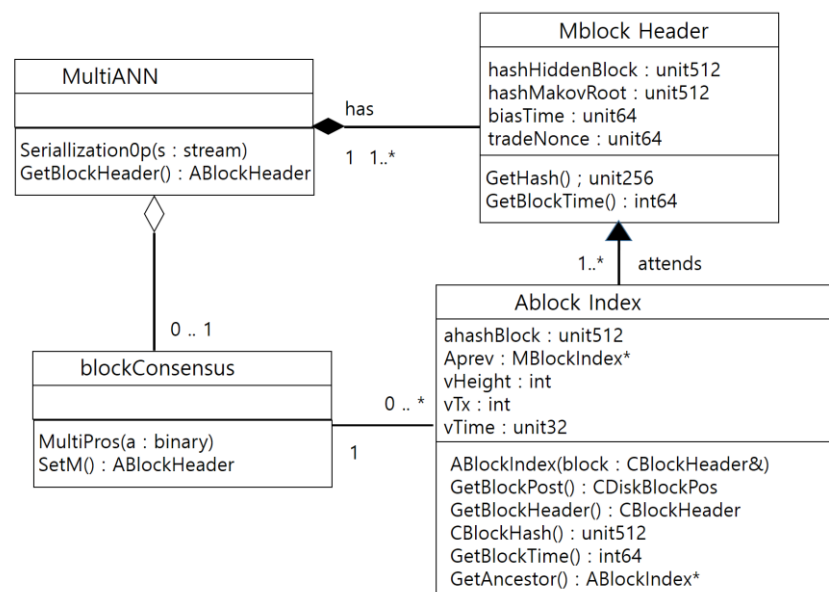 MultiANN
Seriallization0p(s : stream)
GetBlockHeader() : ABlockHeader
has
1 1..*
Mblock Header
hashHiddenBlock : unit512
hashMakovRoot : unit512
biasTime : unit64
tradeNonce : unit64
GetHash() ; unit256
GetBlockTime() : int64
1..* attends
0 .. 1
blockConsensus
MultiPros(a : binary)
SetM() : ABlockHeader
0 .. *
1
Ablock Index
ahashBlock : unit512
Aprev : MBlockIndex*
vHeight : int
vTx : int
vTime : unit32
ABlockIndex(block : CBlockHeader&)
GetBlockPost() : CDiskBlockPos
GetBlockHeader() : CBlockHeader
CBlockHash() : unit512
GetBlockTime() : int64
GetAncestor() : ABlockIndex*